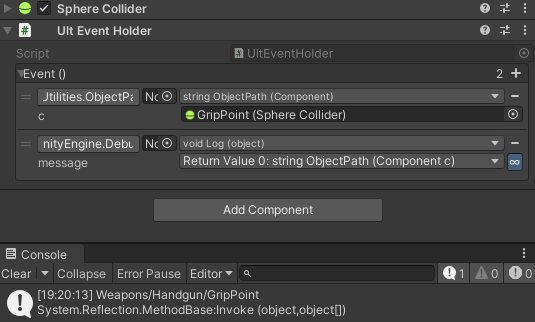 Sphere Collider
Ult Event Holder
Script UltEventHolder
Event () 2
Utilities.ObjectPa No string ObjectPath (Component)
c GripPoint (Sphere Collider)
nityEngine.Debu No void Log (object)
message Return Value 0: string ObjectPath (Component c)
Add Component
Console
Clear Collapse Error Pause Editor 1 0 0
[19:20:13] Weapons/Handgun/GripPoint
System.Reflection.MethodBase:Invoke (object,object[])